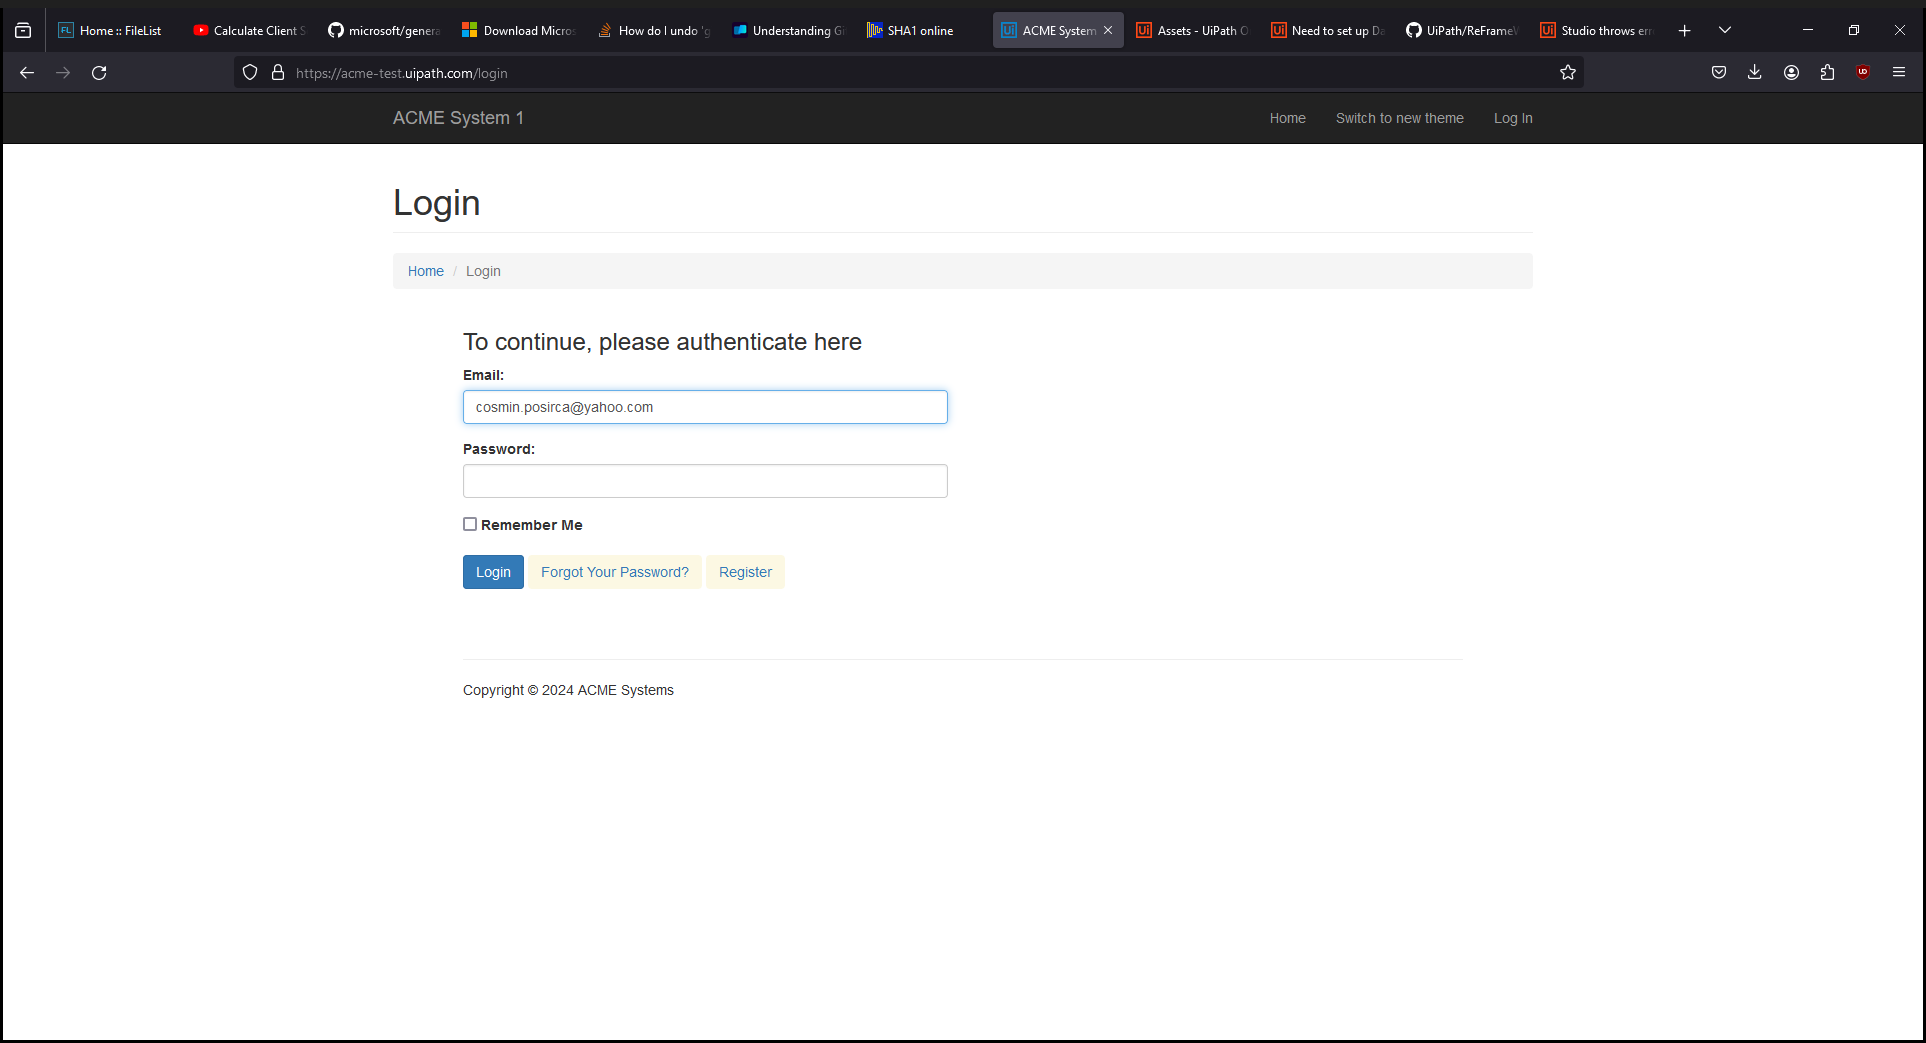 Home :: FileList
Calculate Client S
microsoft/genera
Download Micros
How do I undo 'g
Understanding Gi
SHA1 online
ACME System
Assets - UiPath O
Need to set up Da
UiPath/ReFrameW
Studio throws err
https://acme-test.uipath.com/login
ACME System 1
Home
Switch to new theme
Log In
Login
Home / Login
To continue, please authenticate here
Email:
cosmin.posirca@yahoo.com
Password:
Remember Me
Login
Forgot Your Password?
Register
Copyright © 2024 ACME Systems